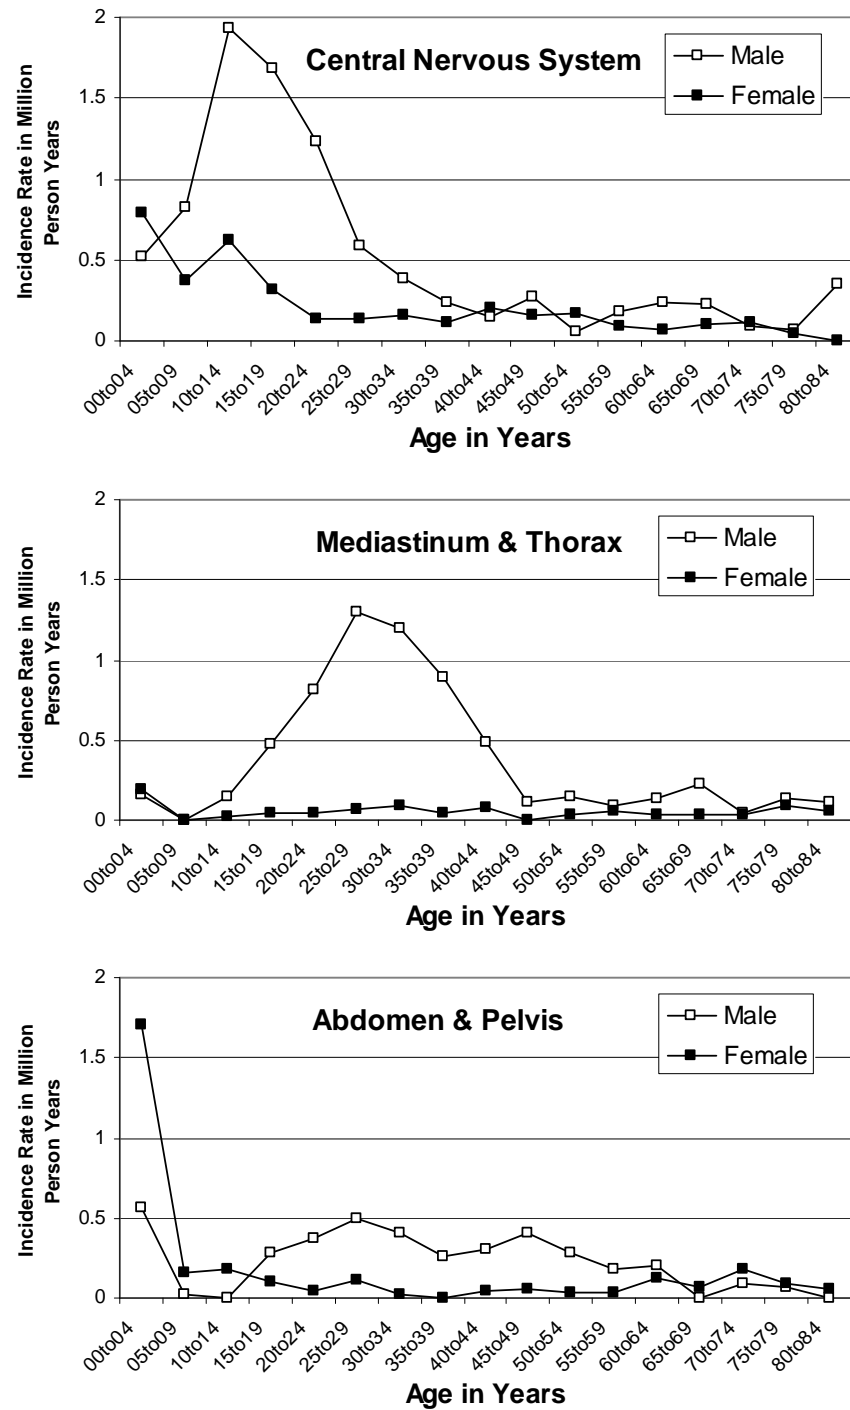 2
Central Nervous System
Male
Female
1.5
1
0.5
0
Incidence Rate in Million
Person Years
00to04
05to09
10to14
15to19
20to24
25to29
30to34
35to39
40to44
45to49
50to54
55to59
60to64
65to69
70to74
75to79
80to84
Age in Years
2
Mediastinum & Thorax
Male
Female
1.5
1
0.5
0
Incidence Rate in Million
Person Years
00to04
05to09
10to14
15to19
20to24
25to29
30to34
35to39
40to44
45to49
50to54
55to59
60to64
65to69
70to74
75to79
80to84
Age in Years
2
Abdomen & Pelvis
Male
Female
1.5
1
0.5
0
Incidence Rate in Million
Person Years
00to04
05to09
10to14
15to19
20to24
25to29
30to34
35to39
40to44
45to49
50to54
55to59
60to64
65to69
70to74
75to79
80to84
Age in Years